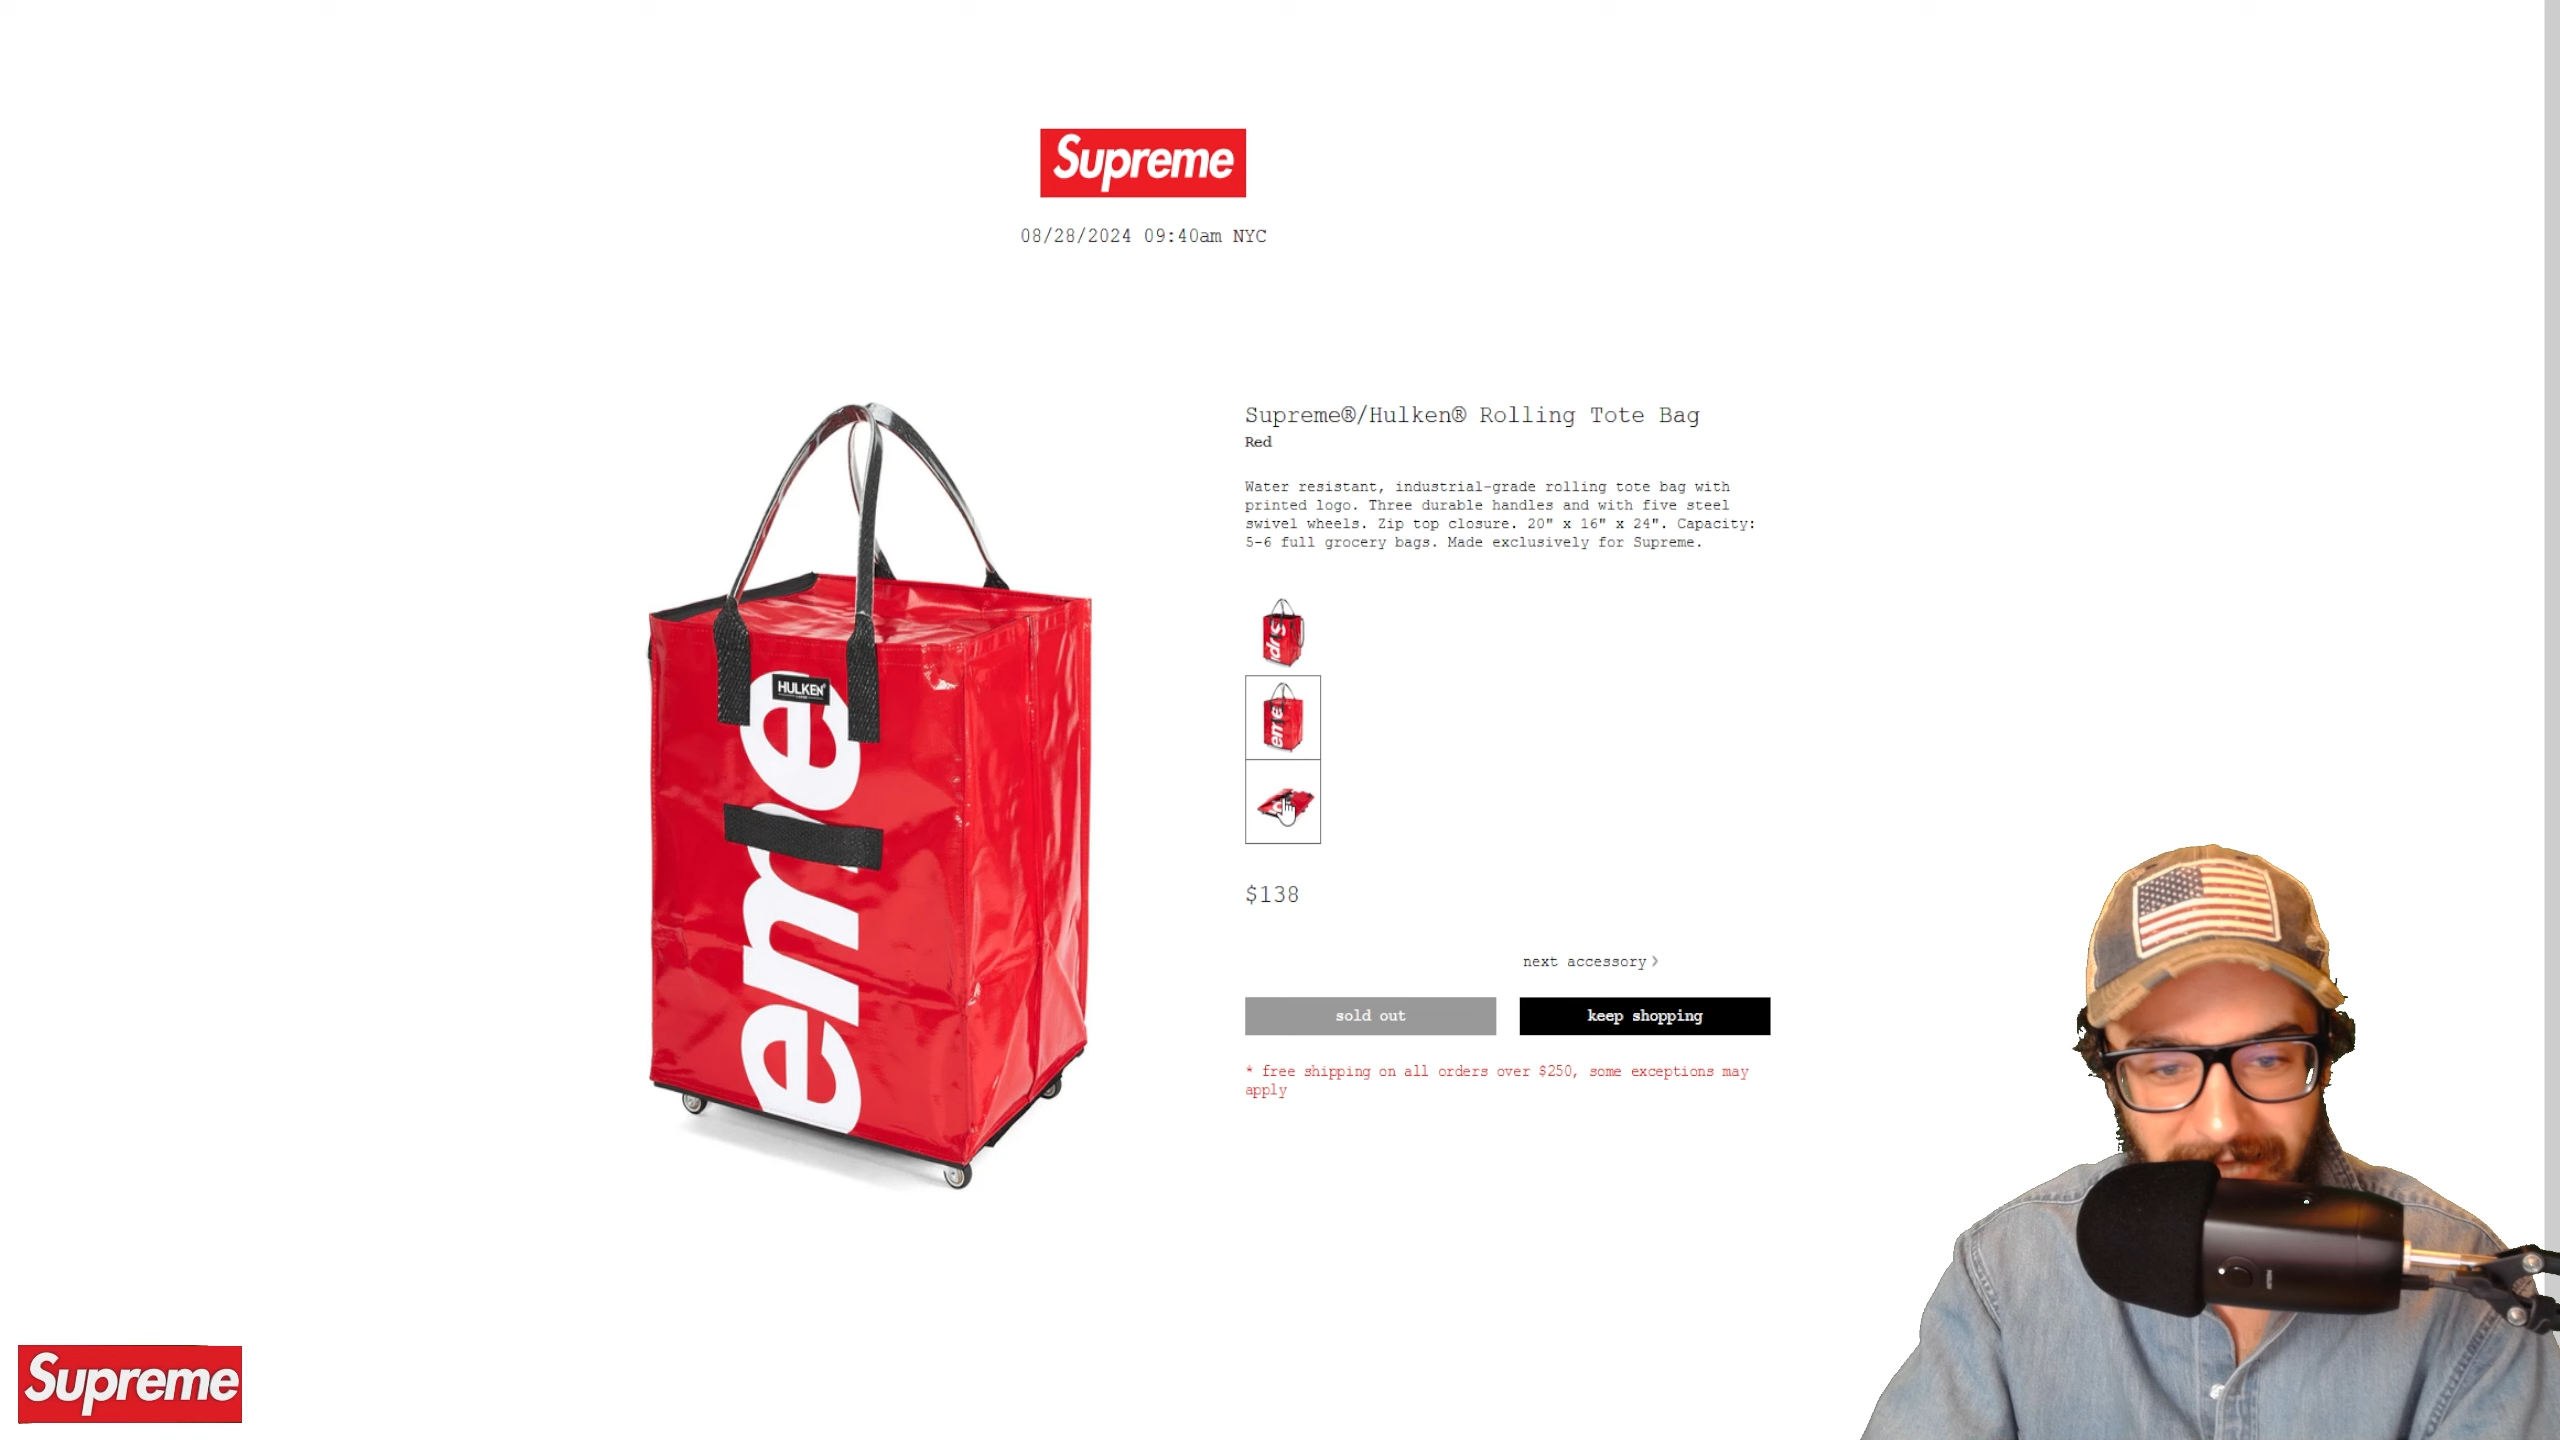 Supreme
08/28/2024 09:40am NYC
Supreme®/Hulken® Rolling Tote Bag
Red
Water resistant, industrial-grade rolling tote bag with
printed logo. Three durable handles and with five steel
swivel wheels. Zip top closure. 20" x 16" x 24". Capacity:
5-6 full grocery bags. Made exclusively for Supreme.
HULKEN®
eme
supr
eme
$138
next accessory >
sold out
keep shopping
* free shipping on all orders over $250, some exceptions may
apply
Supreme